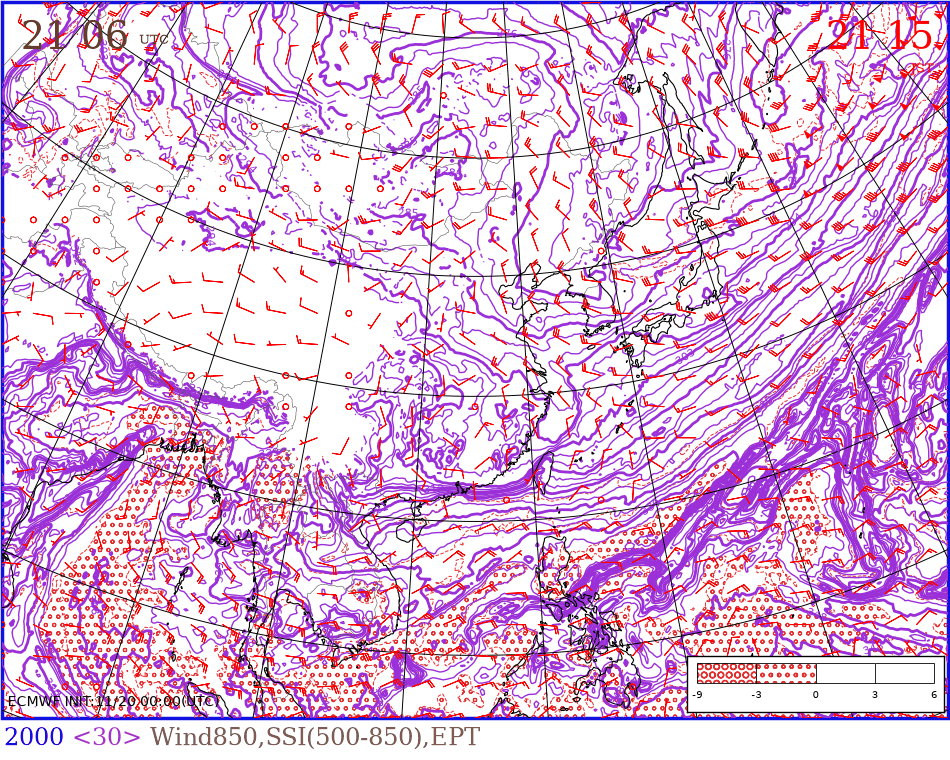 21 06 UTC
21 15
-9 -3 0 3 6
ECMWF INIT:11/20.00:00(UTC)
2000 <30> Wind850,SSI(500-850),EPT